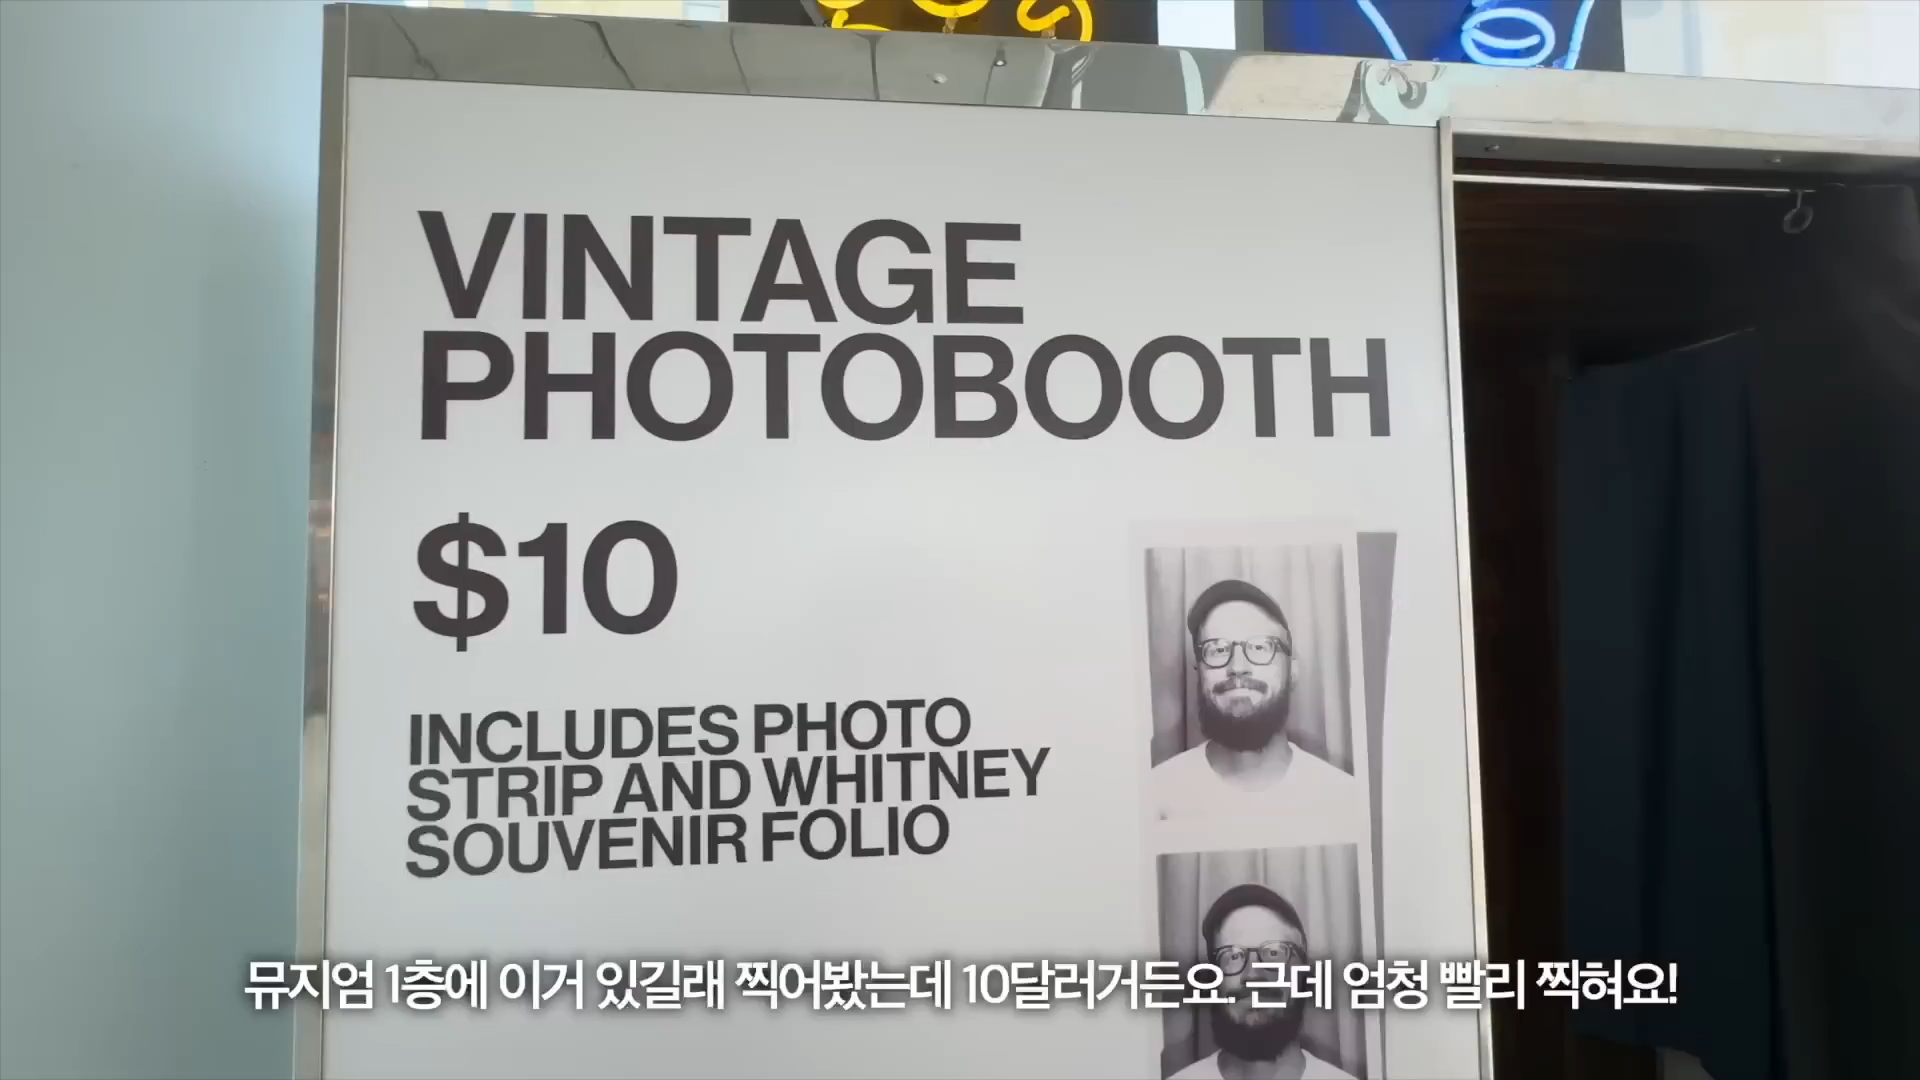 VINTAGE
PHOTOBOOTH
$10
INCLUDES PHOTO
STRIP AND WHITNEY
SOUVENIR FOLIO
뮤지엄 1층에 이거 있길래 찍어봤는데 10달러거든요. 근데 엄청 빨리 찍혀요!